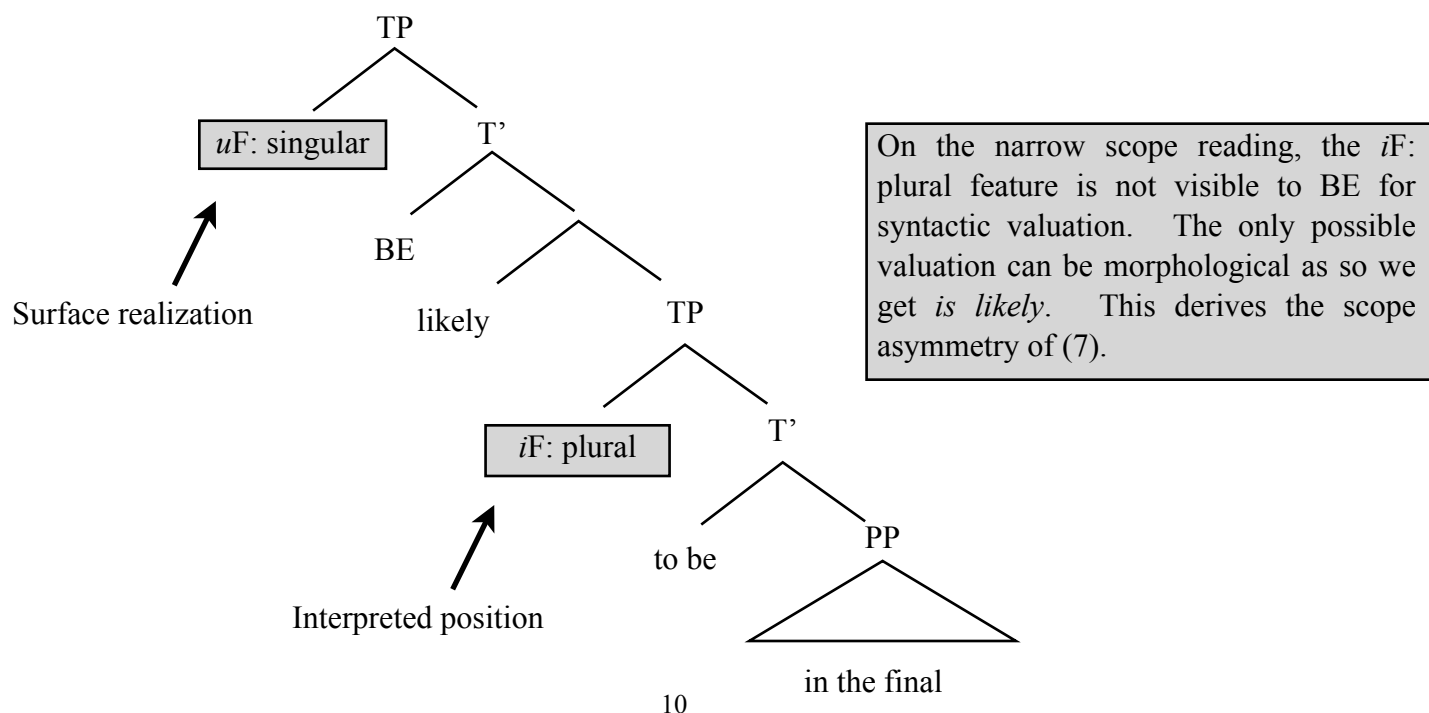 TP
uF: singular
T’
On the narrow scope reading, the iF:
plural feature is not visible to BE for
syntactic valuation. The only possible
valuation can be morphological as so we
get is likely. This derives the scope
asymmetry of (7).
BE
Surface realization
likely
TP
iF: plural
T’
to be
PP
Interpreted position
in the final
10